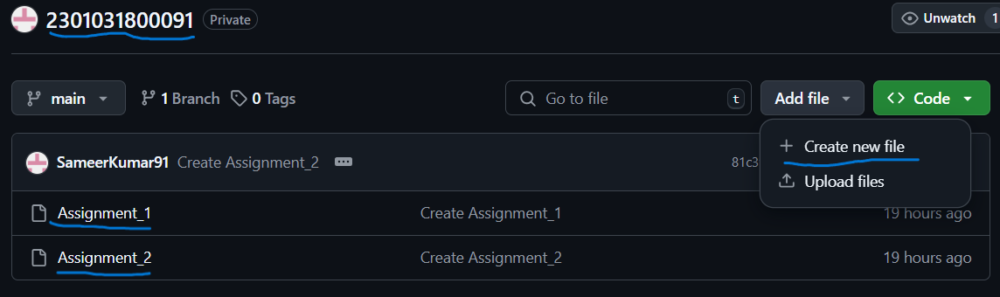 2301031800091 Private Unwatch 1
main 1 Branch 0 Tags Go to file t Add file Code
Create new file
Upload files
SameerKumar91 Create Assignment_2 81c3
Assignment_1 Create Assignment_1 19 hours ago
Assignment_2 Create Assignment_2 19 hours ago